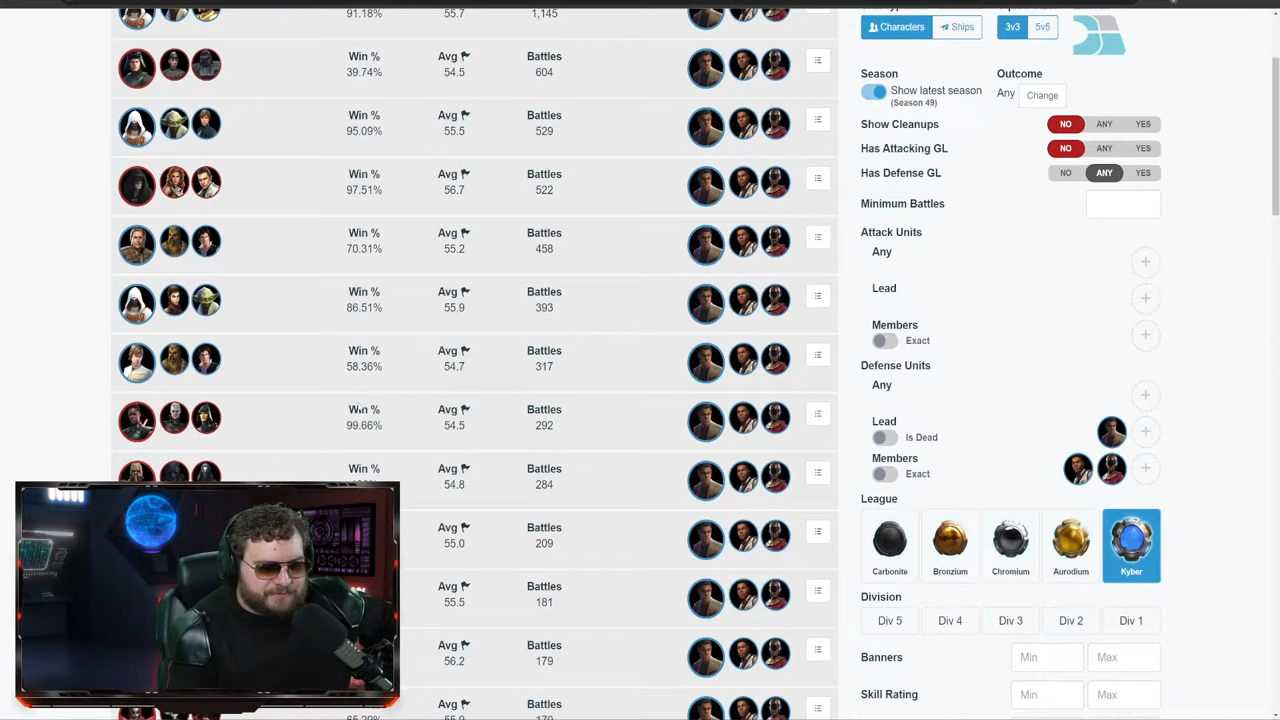 91.18% 55.7
Characters Ships 3v3 5v5
Win % Avg Battles
39.74% 54.5 604
Season Outcome
Show latest season Any Change
(Season 49)
Win % Avg Battles
95.09% 55.5 529
Show Cleanups NO ANY YES
Has Attacking GL NO ANY YES
Win % Avg Battles
97.51% 56.7 522
Has Defense GL NO ANY YES
Minimum Battles
Win % Avg Battles
70.31% 55.2 458
Attack Units
Any
Win % Avg Battles
86.51% 55.9 393
Lead
Members
Exact
Win % Avg Battles
58.36% 54.7 317
Defense Units
Any
Win % Avg Battles
99.66% 54.5 292
Lead
Is Dead
Members
Exact
Avg Battles
54.8 284
League
Avg Battles
55.0 209
Carbonite Bronzium Chromium Aurodium Kyber
Avg Battles
55.5 181
Division
Div 5 Div 4 Div 3 Div 2 Div 1
Avg Battles
56.2 179
Banners Min Max
Skill Rating Min Max